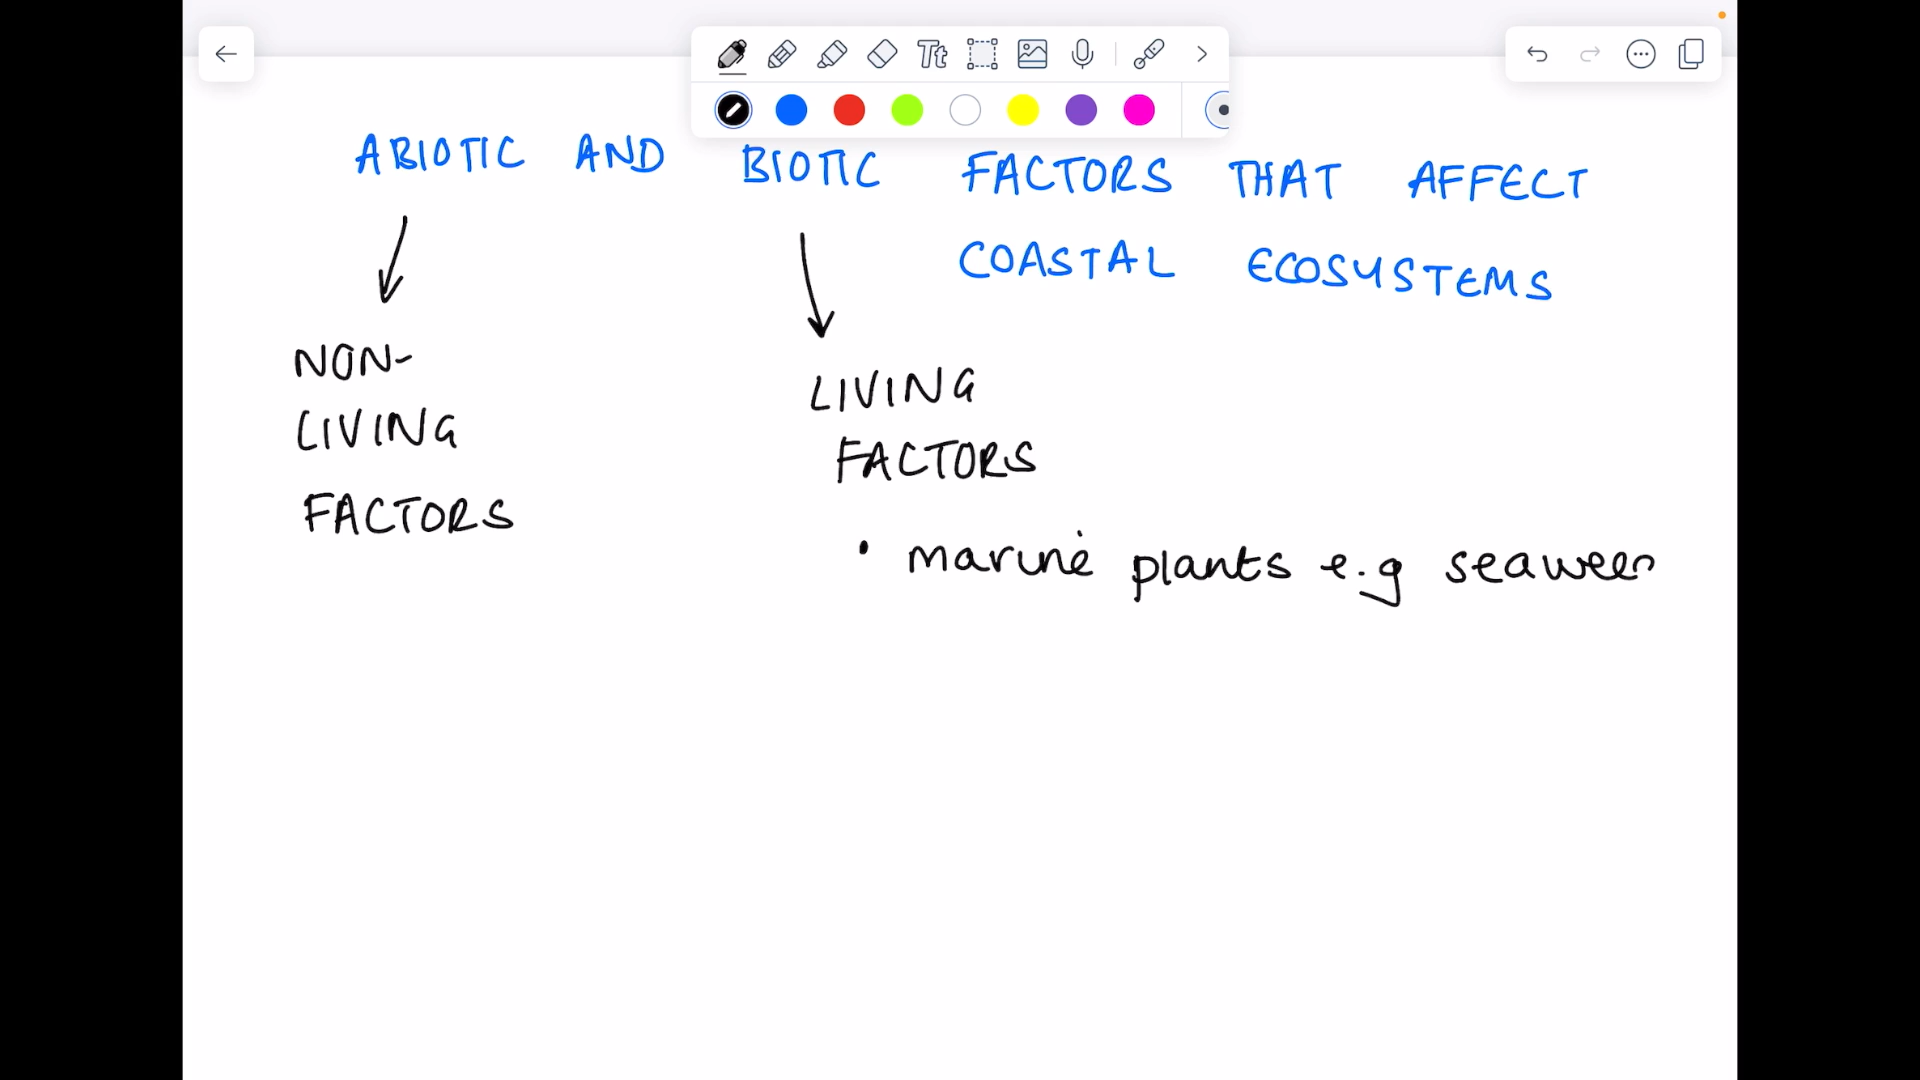 ABIOTIC AND BIOTIC FACTORS THAT AFFECT
COASTAL ECOSYSTEMS
NON-
LIVING
FACTORS
LIVING
FACTORS
• marine plants e.g seaweed